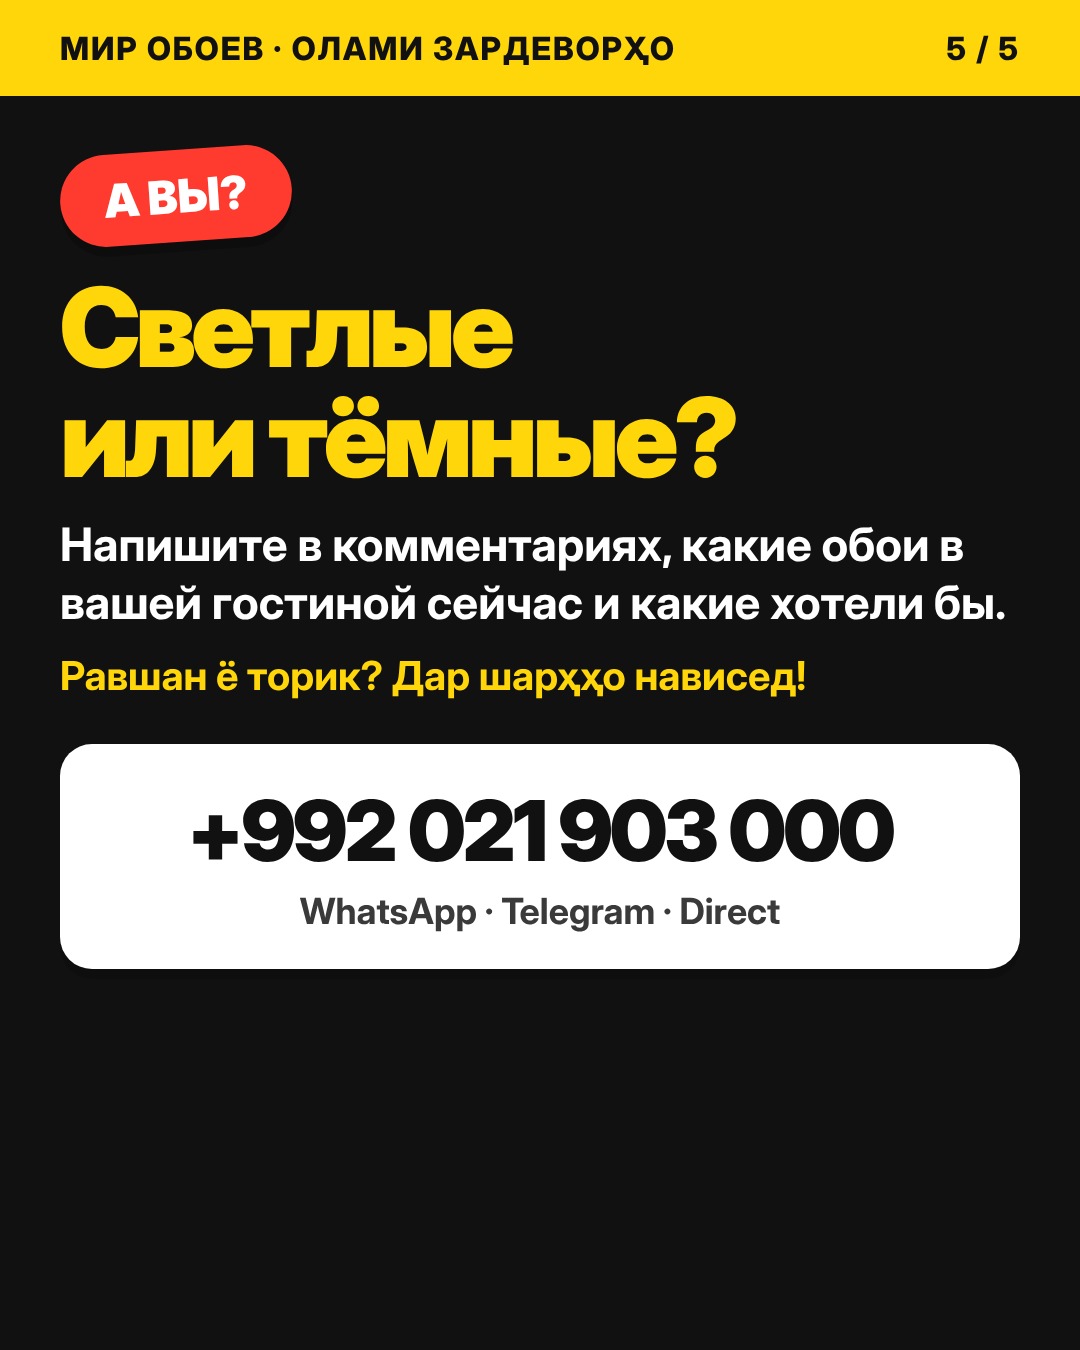 МИР ОБОЕВ · ОЛАМИ ЗАРДЕВОРҲО
5 / 5
А ВЫ?
Светлые
или тёмные?
Напишите в комментариях, какие обои в
вашей гостиной сейчас и какие хотели бы.
Равшан ё торик? Дар шарҳҳо нависед!
+992 021 903 000
WhatsApp · Telegram · Direct